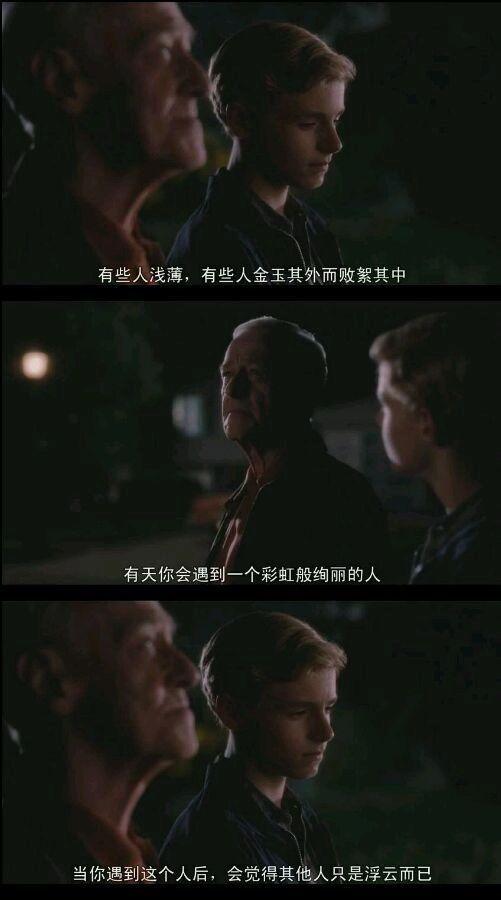 有些人浅薄，有些人金玉其外而败絮其中
有天你会遇到一个彩虹般绚丽的人
当你遇到这个人后，会觉得其他人只是浮云而已